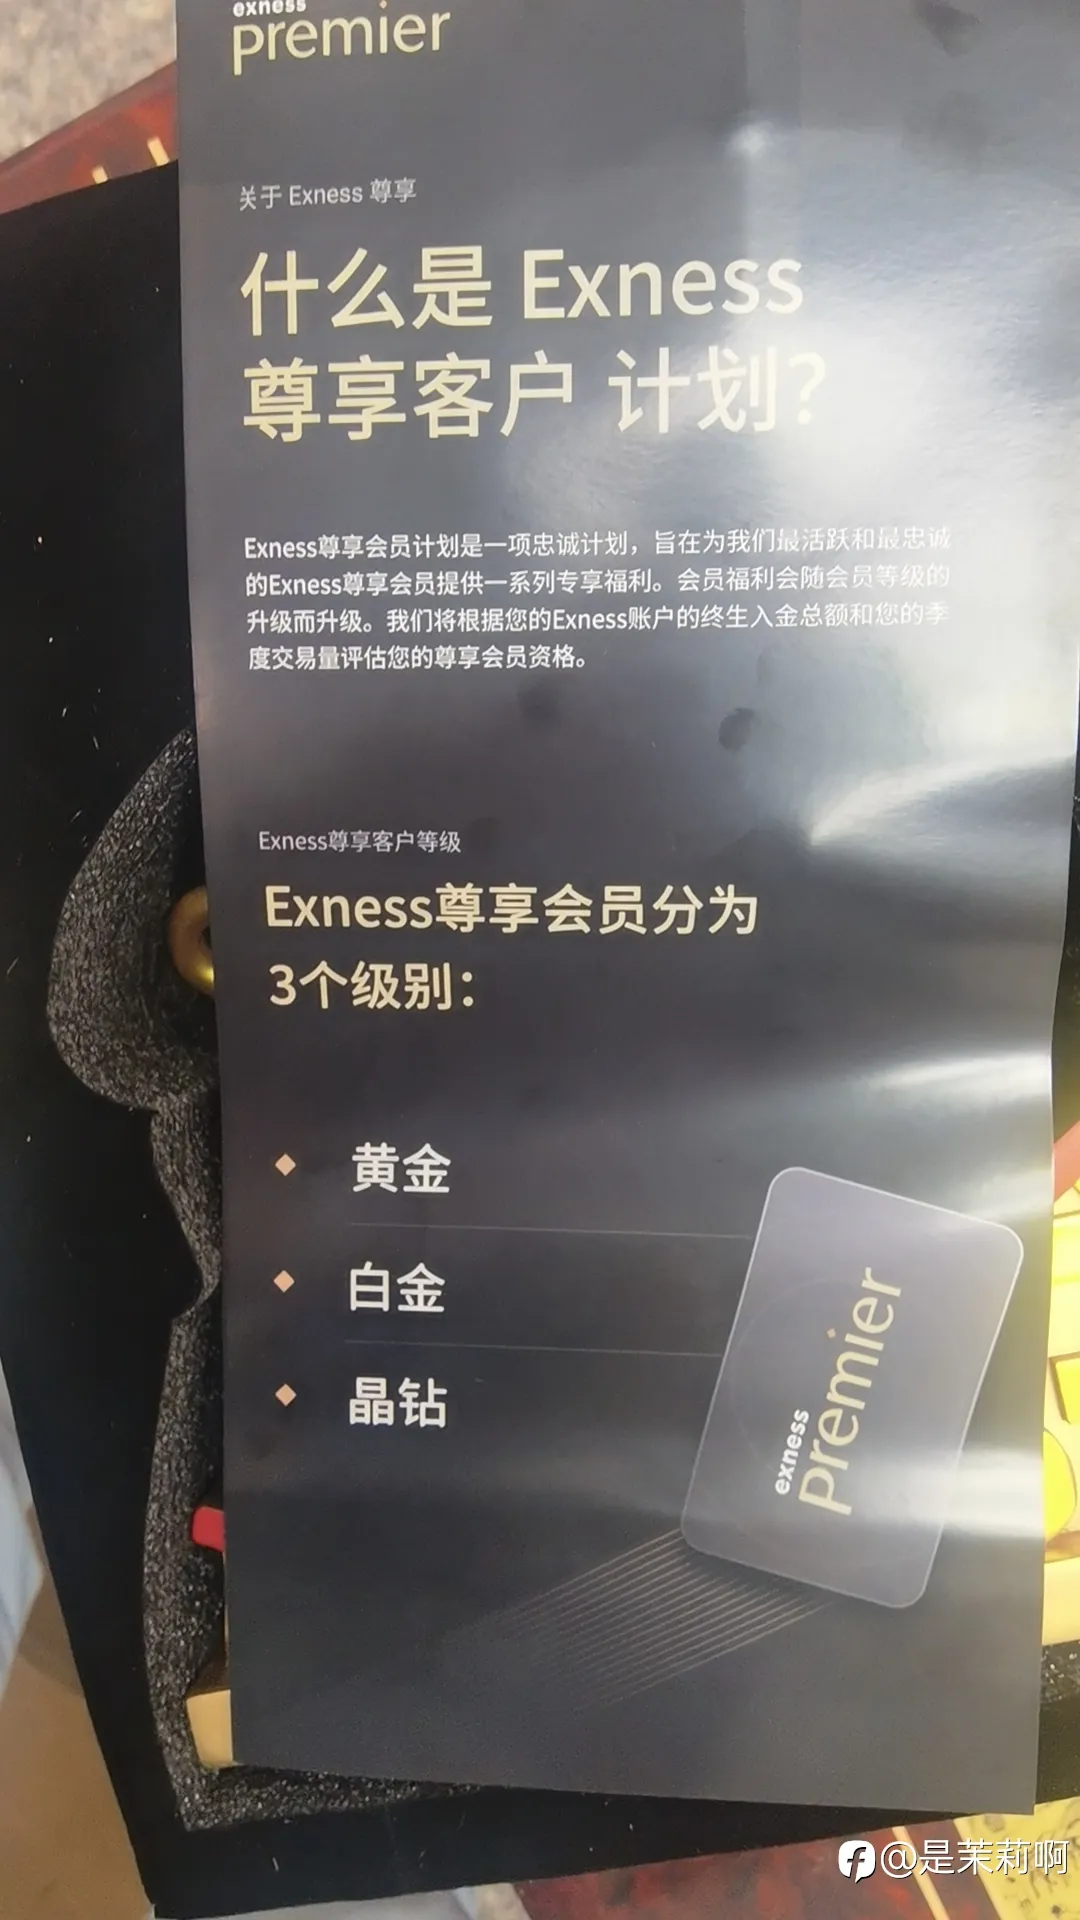 exness
premier
关于 Exness 尊享
什么是 Exness
尊享客户 计划？
Exness尊享会员计划是一项忠诚计划，旨在为我们最活跃和最忠诚
的Exness尊享会员提供一系列专享福利。会员福利会随会员等级的
升级而升级。我们将根据您的Exness账户的终生入金总额和您的季
度交易量评估您的尊享会员资格。
Exness尊享客户等级
Exness尊享会员分为
3个级别：
黄金
白金
晶钻
exness
premier
@是茉莉啊